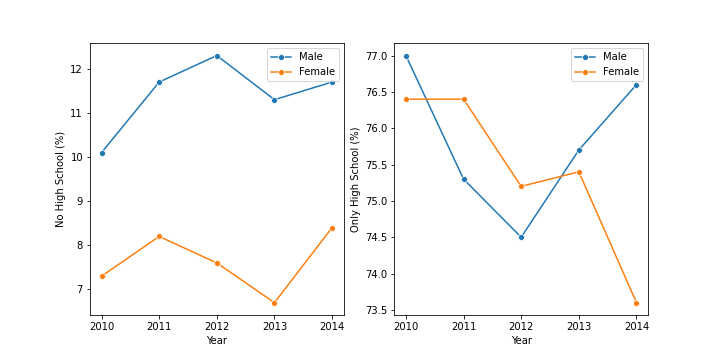 No High School (%)
12
11
10
9
8
7
2010 2011 2012 2013 2014
Year
Male
Female
Only High School (%)
77.0
76.5
76.0
75.5
75.0
74.5
74.0
73.5
2010 2011 2012 2013 2014
Year
Male
Female